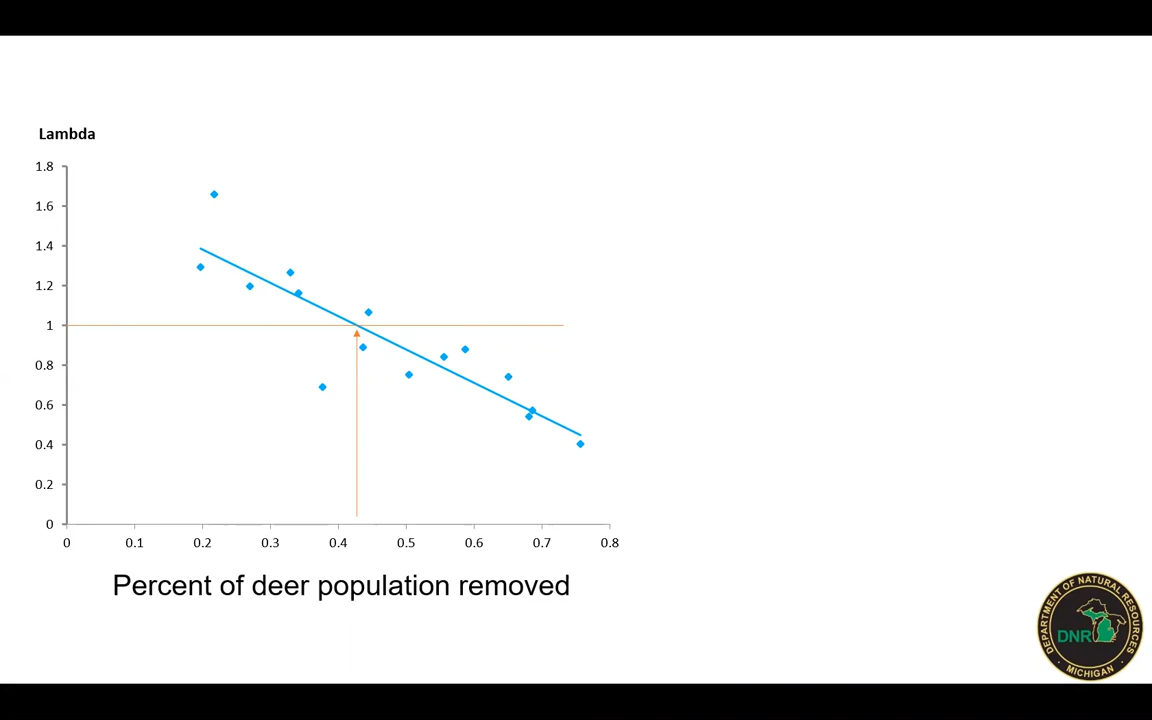 Lambda
1.8
1.6
1.4
1.2
1
0.8
0.6
0.4
0.2
0
0 0.1 0.2 0.3 0.4 0.5 0.6 0.7 0.8
Percent of deer population removed
DEPARTMENT OF NATURAL RESOURCES
DNR
MICHIGAN